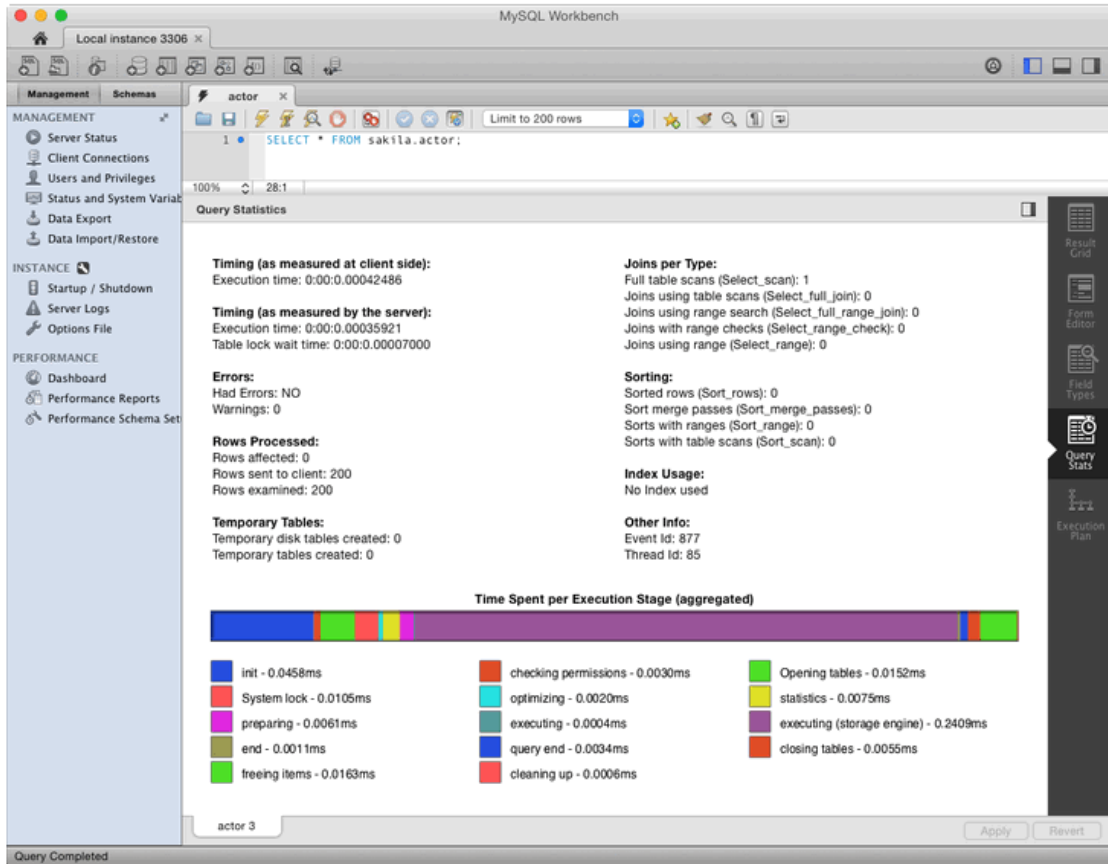 MySQL Workbench
Local instance 3306
Management Schemas
actor
MANAGEMENT
Server Status
Client Connections
Users and Privileges
Status and System Variab
Data Export
Data Import/Restore
INSTANCE
Startup / Shutdown
Server Logs
Options File
PERFORMANCE
Dashboard
Performance Reports
Performance Schema Set
Limit to 200 rows
1 SELECT * FROM sakila.actor;
100% 28:1
Query Statistics
Timing (as measured at client side):
Execution time: 0:00:0.00042486
Timing (as measured by the server):
Execution time: 0:00:0.00035921
Table lock wait time: 0:00:0.00007000
Errors:
Had Errors: NO
Warnings: 0
Rows Processed:
Rows affected: 0
Rows sent to client: 200
Rows examined: 200
Temporary Tables:
Temporary disk tables created: 0
Temporary tables created: 0
Joins per Type:
Full table scans (Select_scan): 1
Joins using table scans (Select_full_join): 0
Joins using range search (Select_full_range_join): 0
Joins with range checks (Select_range_check): 0
Joins using range (Select_range): 0
Sorting:
Sorted rows (Sort_rows): 0
Sort merge passes (Sort_merge_passes): 0
Sorts with ranges (Sort_range): 0
Sorts with table scans (Sort_scan): 0
Index Usage:
No Index used
Other Info:
Event Id: 877
Thread Id: 85
Time Spent per Execution Stage (aggregated)
init - 0.0458ms checking permissions - 0.0030ms Opening tables - 0.0152ms
System lock - 0.0105ms optimizing - 0.0020ms statistics - 0.0075ms
preparing - 0.0061ms executing - 0.0004ms executing (storage engine) - 0.2409ms
end - 0.0011ms query end - 0.0034ms closing tables - 0.0055ms
freeing items - 0.0163ms cleaning up - 0.0006ms
Result
Grid
Form
Editor
Field
Types
Query
Stats
Execution
Plan
actor 3
Apply Revert
Query Completed